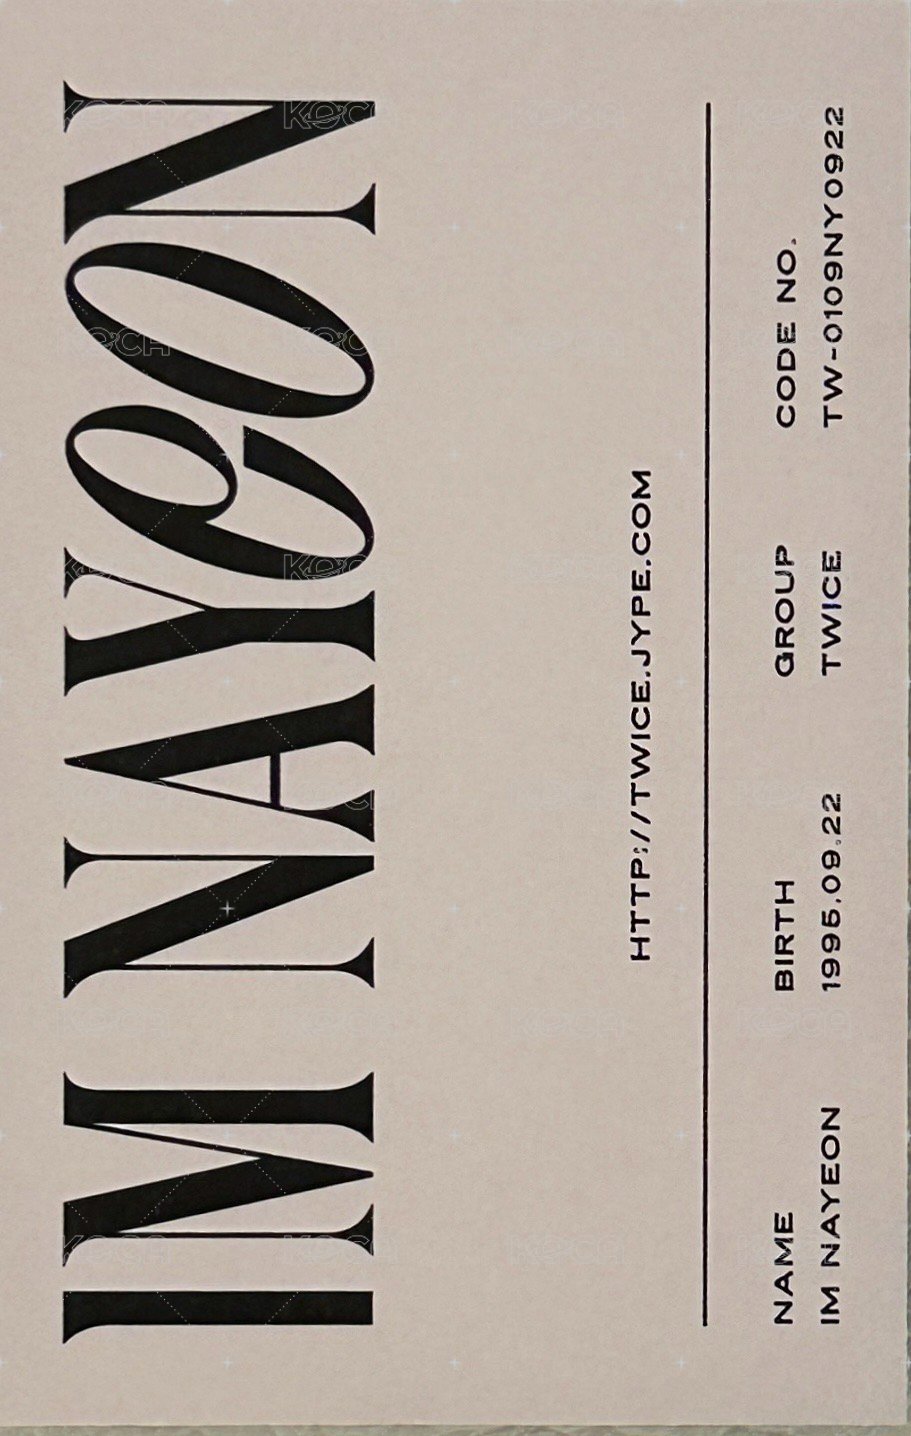 IM NAYEON
HTTP://TWICE.JYPE.COM
NAME BIRTH GROUP CODE NO.
IM NAYEON 1995.09.22 TWICE TW-0109NY0922